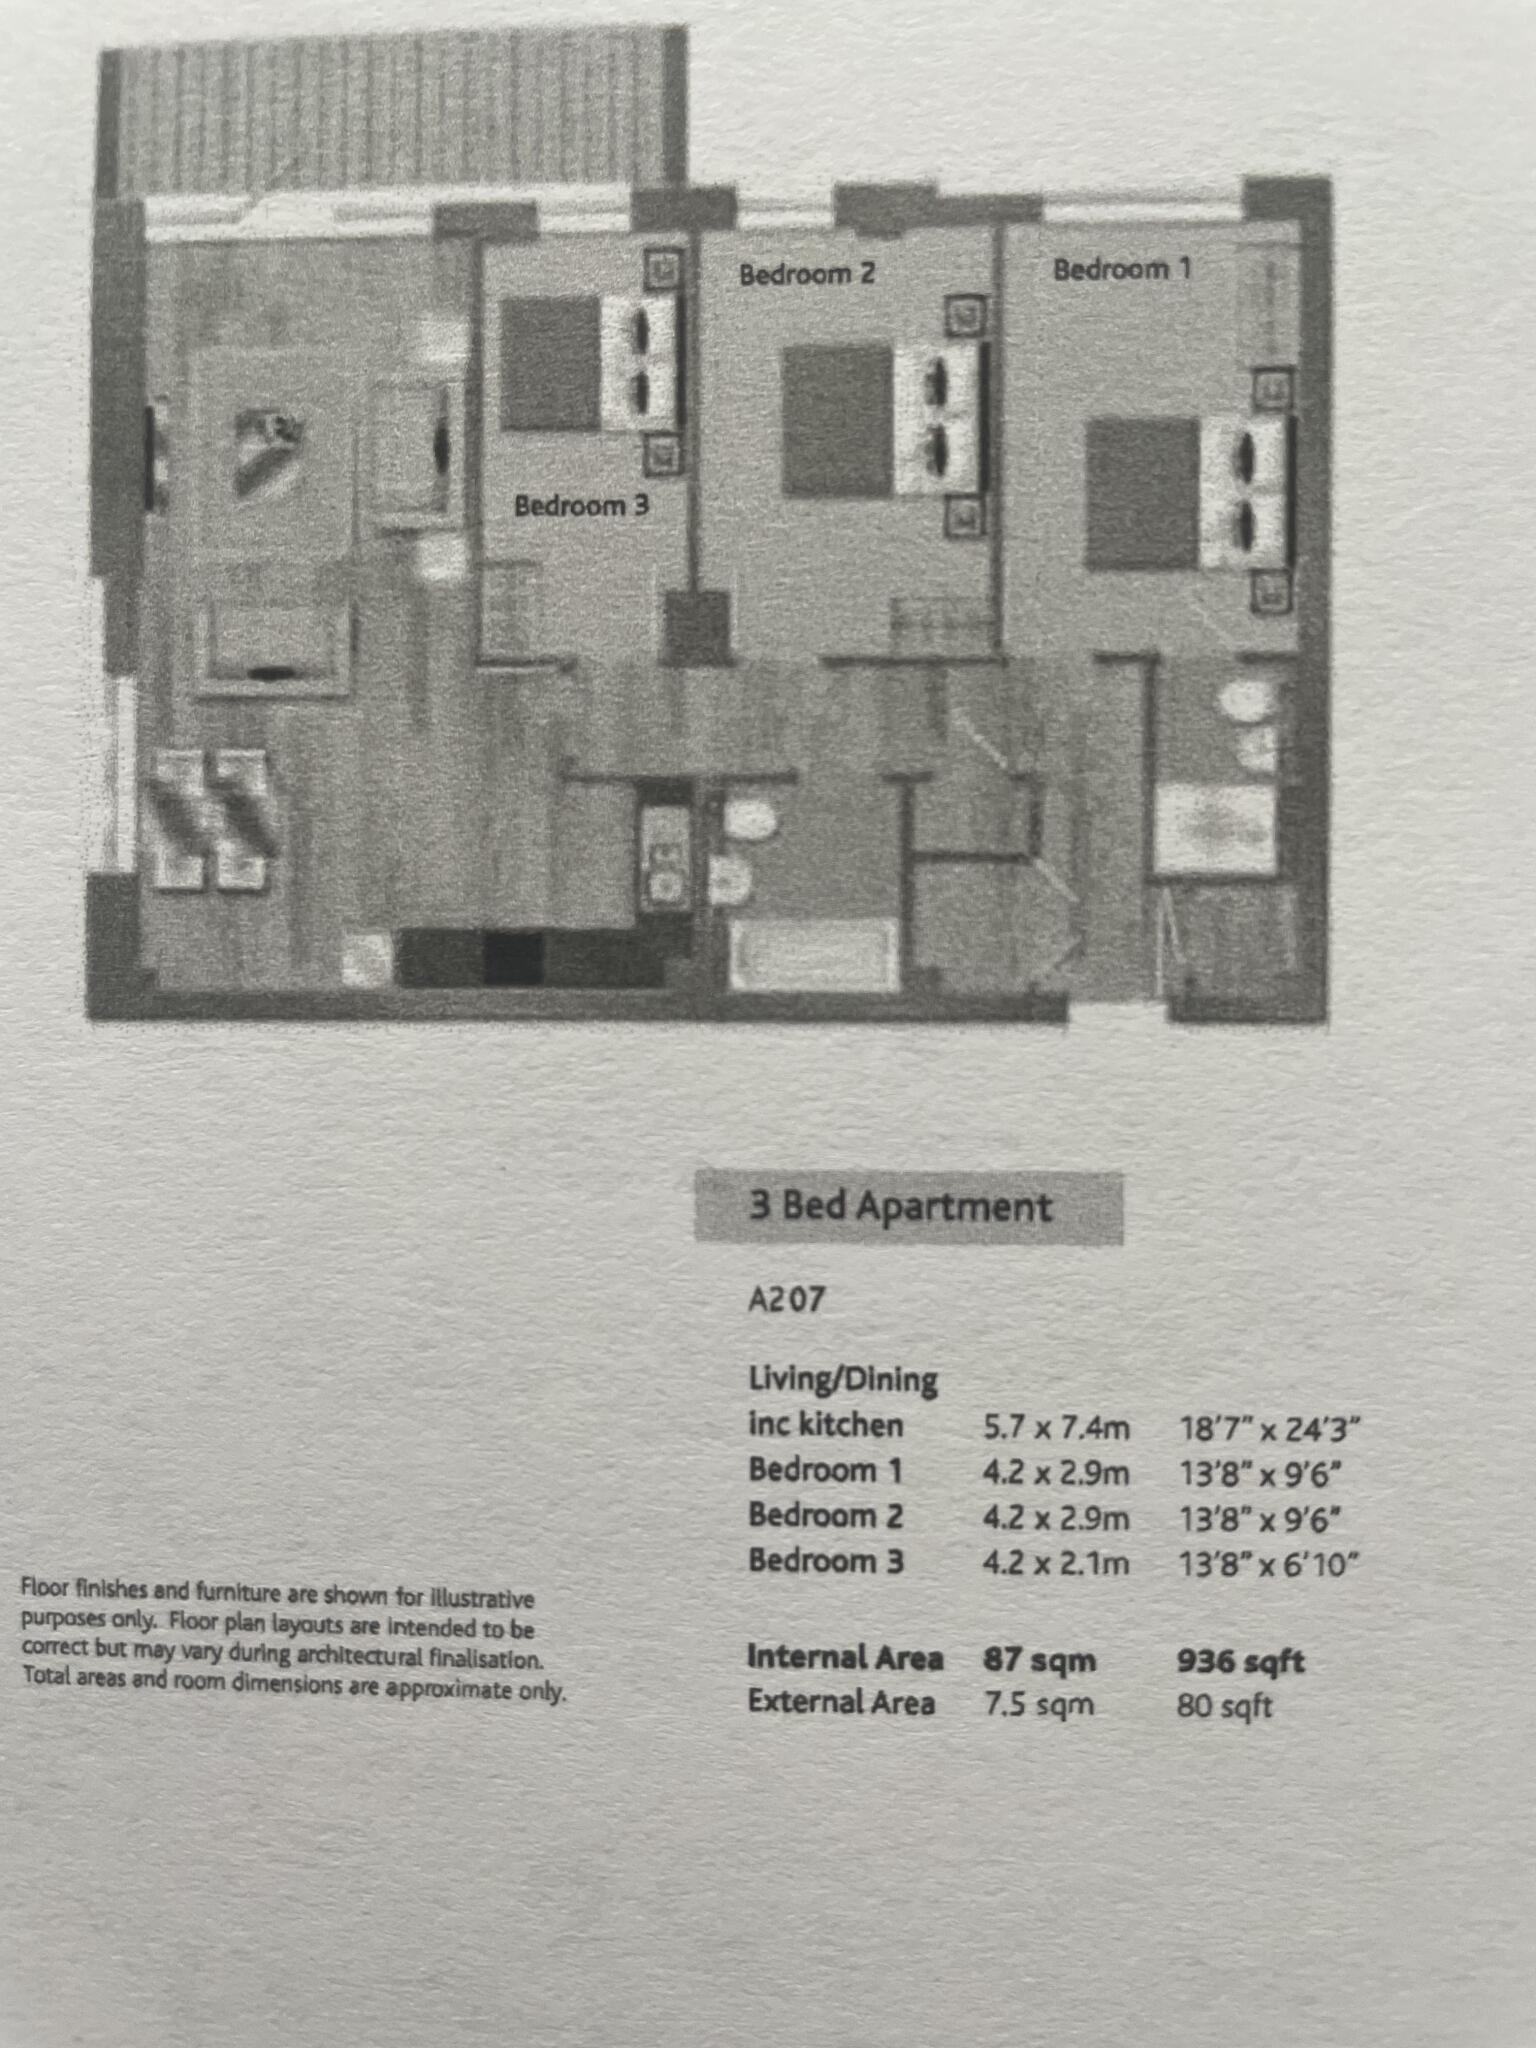 Bedroom 2
Bedroom 1
Bedroom 3
3 Bed Apartment
A207
Living/Dining
inc kitchen 5.7 x 7.4m 18'7" x 24'3"
Bedroom 1 4.2 x 2.9m 13'8" x 9'6"
Bedroom 2 4.2 x 2.9m 13'8" x 9'6"
Bedroom 3 4.2 x 2.1m 13'8" x 6'10"
Internal Area 87 sqm 936 sqft
External Area 7.5 sqm 80 sqft
Floor finishes and furniture are shown for illustrative
purposes only. Floor plan layouts are intended to be
correct but may vary during architectural finalisation.
Total areas and room dimensions are approximate only.